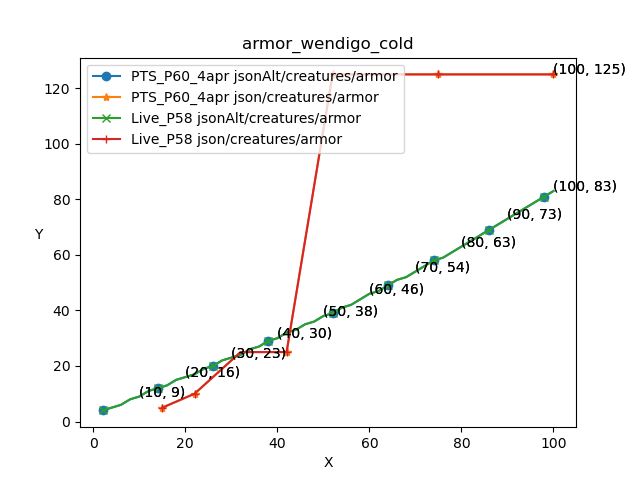 armor_wendigo_cold
PTS_P60_4apr jsonAlt/creatures/armor
PTS_P60_4apr json/creatures/armor
Live_P58 jsonAlt/creatures/armor
Live_P58 json/creatures/armor
(100, 125)
(100, 83)
(90, 73)
(80, 63)
(70, 54)
(60, 46)
(50, 38)
(40, 30)
(30, 23)
(20, 16)
(10, 9)
Y
120
100
80
60
40
20
0
0 20 40 60 80 100
X